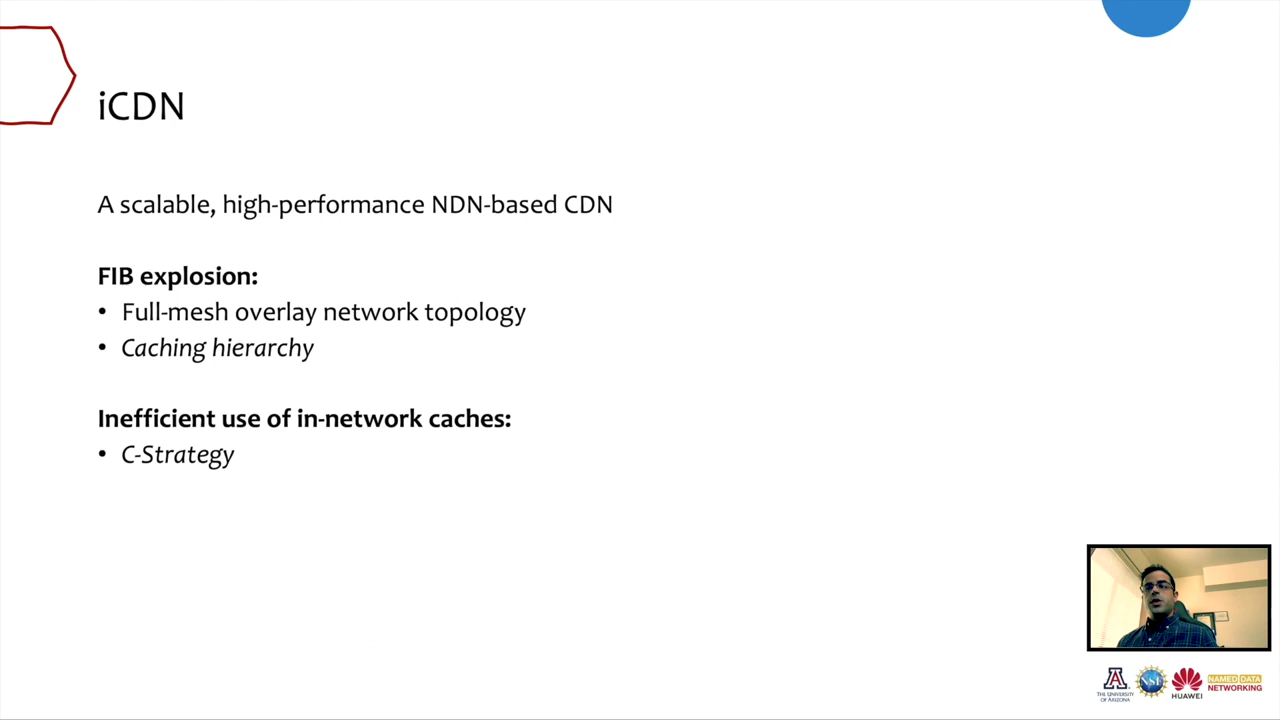 iCDN
A scalable, high-performance NDN-based CDN
FIB explosion:
• Full-mesh overlay network topology
• Caching hierarchy
Inefficient use of in-network caches:
• C-Strategy
THE UNIVERSITY
OF ARIZONA
NSF
HUAWEI
NAMED DATA
NETWORKING